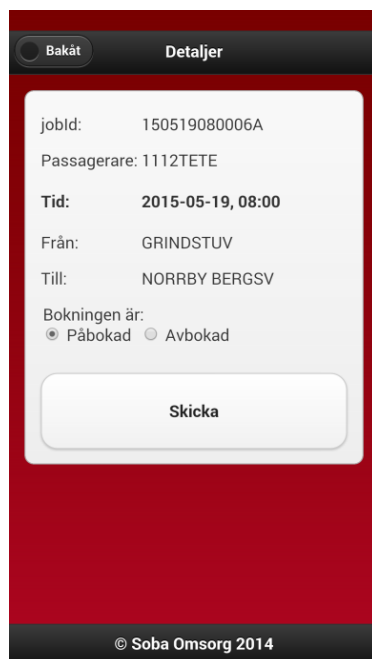 Bakåt Detaljer
jobId: 150519080006A
Passagerare: 1112TETE
Tid: 2015-05-19, 08:00
Från: GRINDSTUV
Till: NORRBY BERGSV
Bokningen är:
Påbokad Avbokad
Skicka
© Soba Omsorg 2014